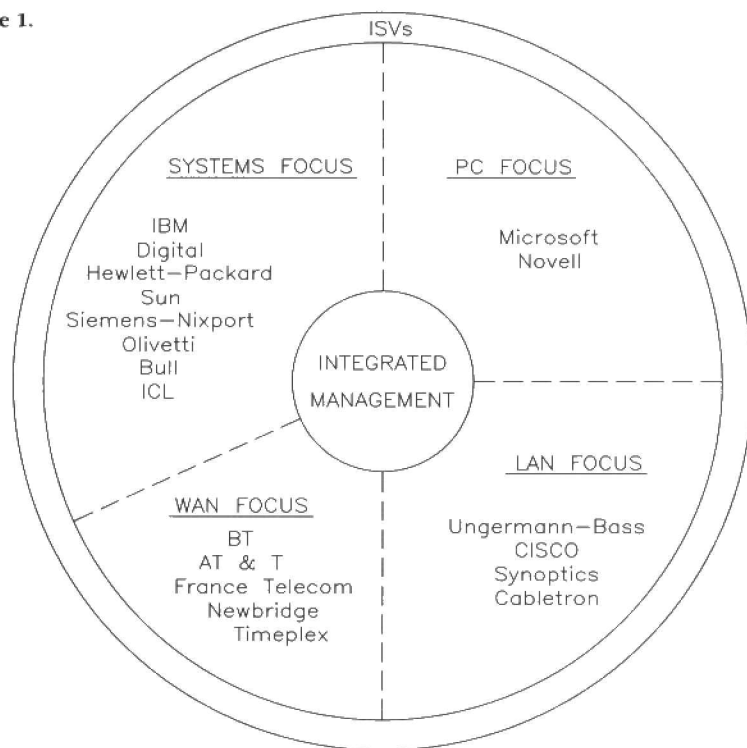 e 1.
ISVs
SYSTEMS FOCUS
IBM
Digital
Hewlett-Packard
Sun
Siemens-Nixport
Olivetti
Bull
ICL
PC FOCUS
Microsoft
Novell
INTEGRATED
MANAGEMENT
WAN FOCUS
BT
AT & T
France Telecom
Newbridge
Timeplex
LAN FOCUS
Ungermann-Bass
CISCO
Synoptics
Cabletron